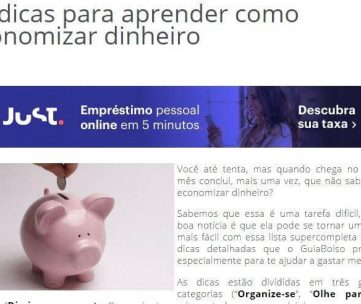 dicas para aprender como
onomizar dinheiro
JUST.
Empréstimo pessoal
online em 5 minutos
Descubra
sua taxa >
Você até tenta, mas quando chega no
mês conclui, mais uma vez, que não sab
economizar dinheiro?
Sabemos que essa é uma tarefa difícil,
boa notícia é que ela pode se tornar um
mais fácil com essa lista supercompleta
dicas detalhadas que o GuiaBolso pr
especialmente para te ajudar a gastar me
As dicas estão divididas em três
categorias ("Organize-se", "Olhe par